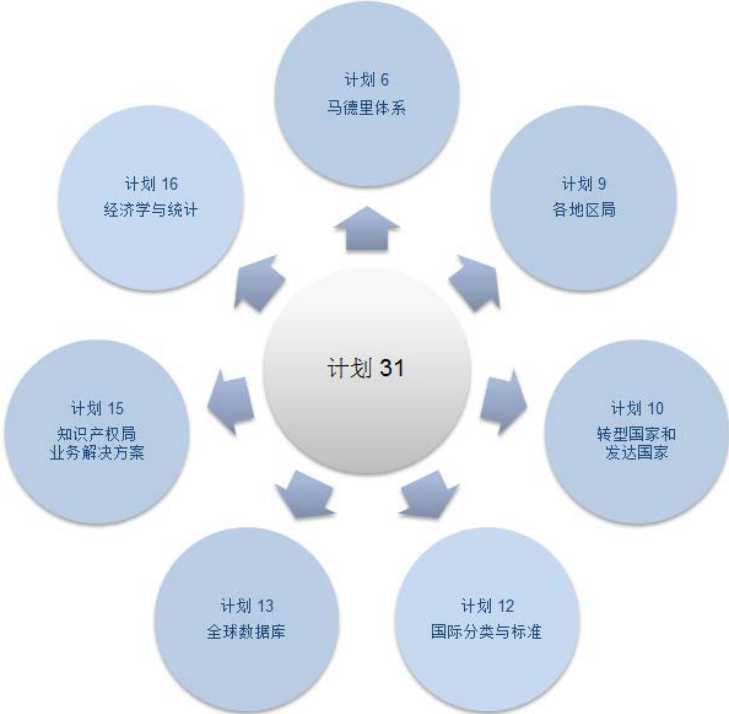 计划 6
马德里体系
计划 16
经济学与统计
计划 9
各地区局
计划 31
计划 15
知识产权局
业务解决方案
计划 10
转型国家和
发达国家
计划 13
全球数据库
计划 12
国际分类与标准